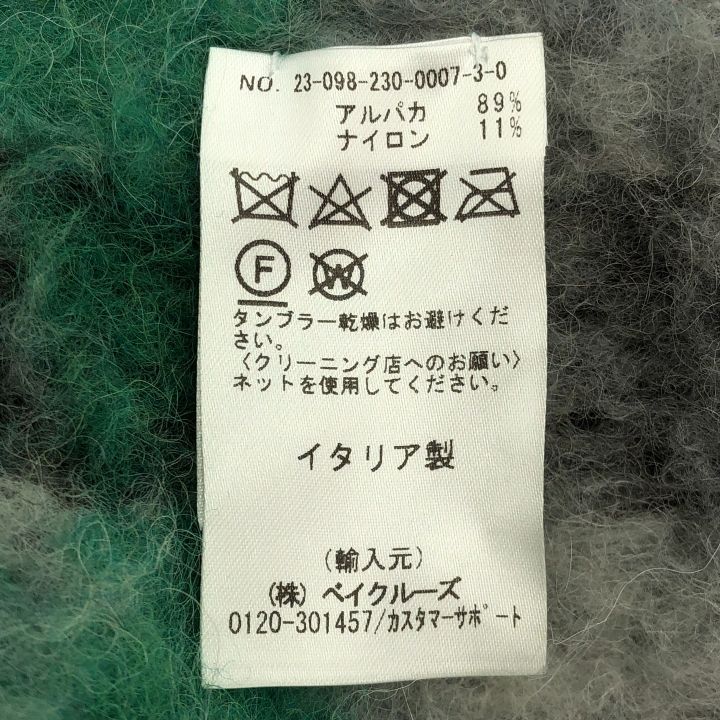 NO. 23-098-230-0007-3-0
アルパカ 89%
ナイロン 11%
F W
タンブラー乾燥はお避けくだ
さい。
〈クリーニング店へのお願い〉
ネットを使用してください。
イタリア製
(輸入元)
(株) ベイクルーズ
0120-301457/カスタマーサポート